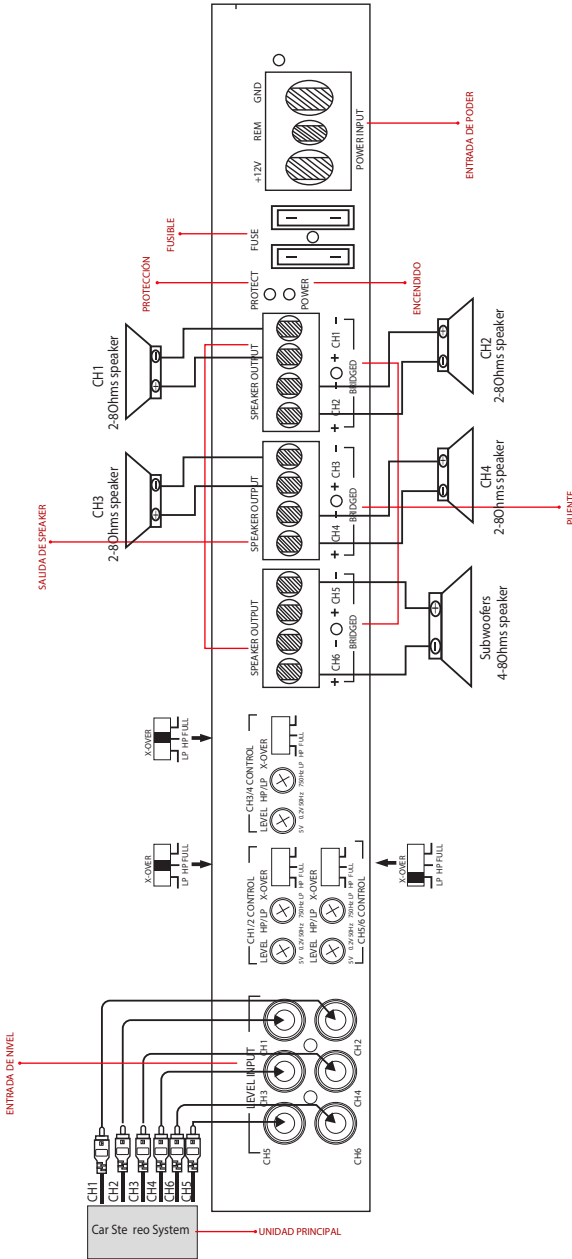 GND
REM
+12V
POWER INPUT
ENTRADA DE PODER
FUSIBLE
FUSE
PROTECCIÓN
PROTECT
POWER
ENCENDIDO
CH1
2-8Ohms speaker
CH2
2-8Ohms speaker
SPEAKER OUTPUT
+ CH2 - + CH1 -
BRIDGED
CH3
2-8Ohms speaker
CH4
2-8Ohms speaker
SPEAKER OUTPUT
+ CH4 - + CH3 -
BRIDGED
SALIDA DE SPEAKER
PUENTE
SPEAKER OUTPUT
+ CH6 - + CH5 -
BRIDGED
Subwoofers
4-8Ohms speaker
X-OVER
LP HP FULL
CH3/4 CONTROL
LEVEL HP/LP X-OVER
5V 0.2V 50Hz 750Hz LP HP FULL
X-OVER
LP HP FULL
CH1/2 CONTROL
LEVEL HP/LP X-OVER
5V 0.2V 50Hz 750Hz LP HP FULL
LEVEL HP/LP X-OVER
5V 0.2V 50Hz 750Hz LP HP FULL
CH5/6 CONTROL
X-OVER
LP HP FULL
ENTRADA DE NIVEL
LEVEL INPUT
CH1
CH2
CH3
CH4
CH5
CH6
CH1
CH2
CH3
CH4
CH6
CH5
Car Ste reo System
UNIDAD PRINCIPAL